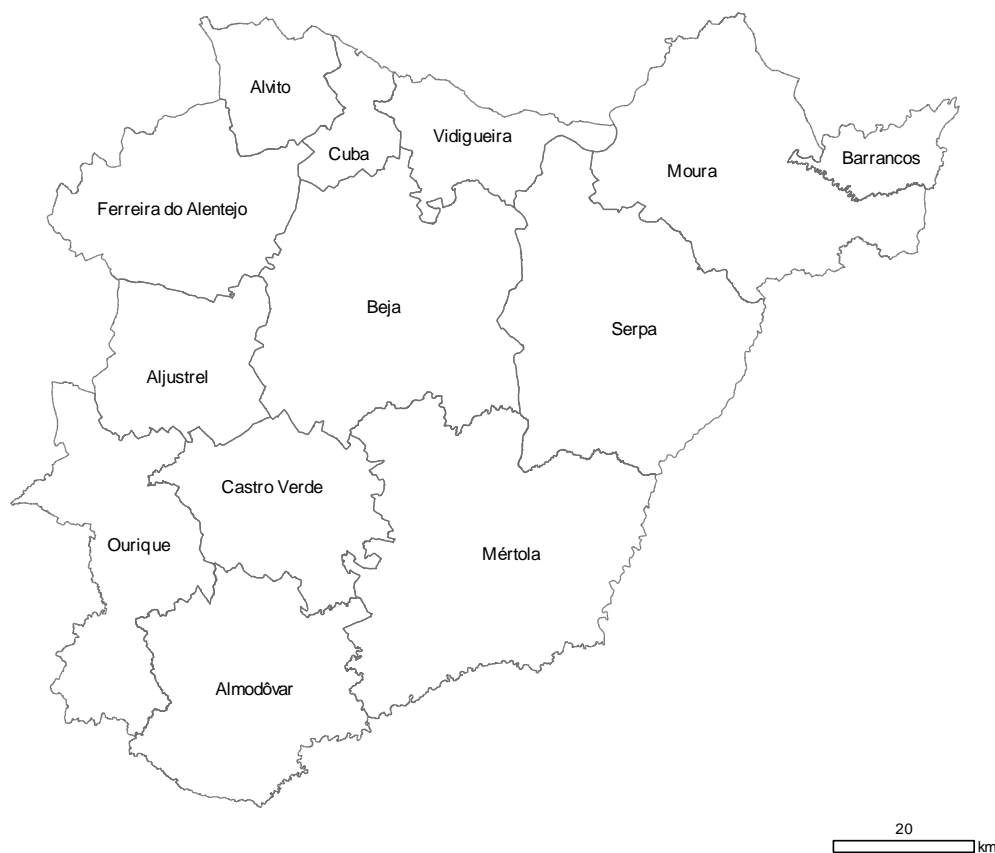 Alvito
Cuba
Vidigueira
Moura
Barrancos
Ferreira do Alentejo
Beja
Serpa
Aljustrel
Castro Verde
Ourique
Mértola
Almodôvar
20
km